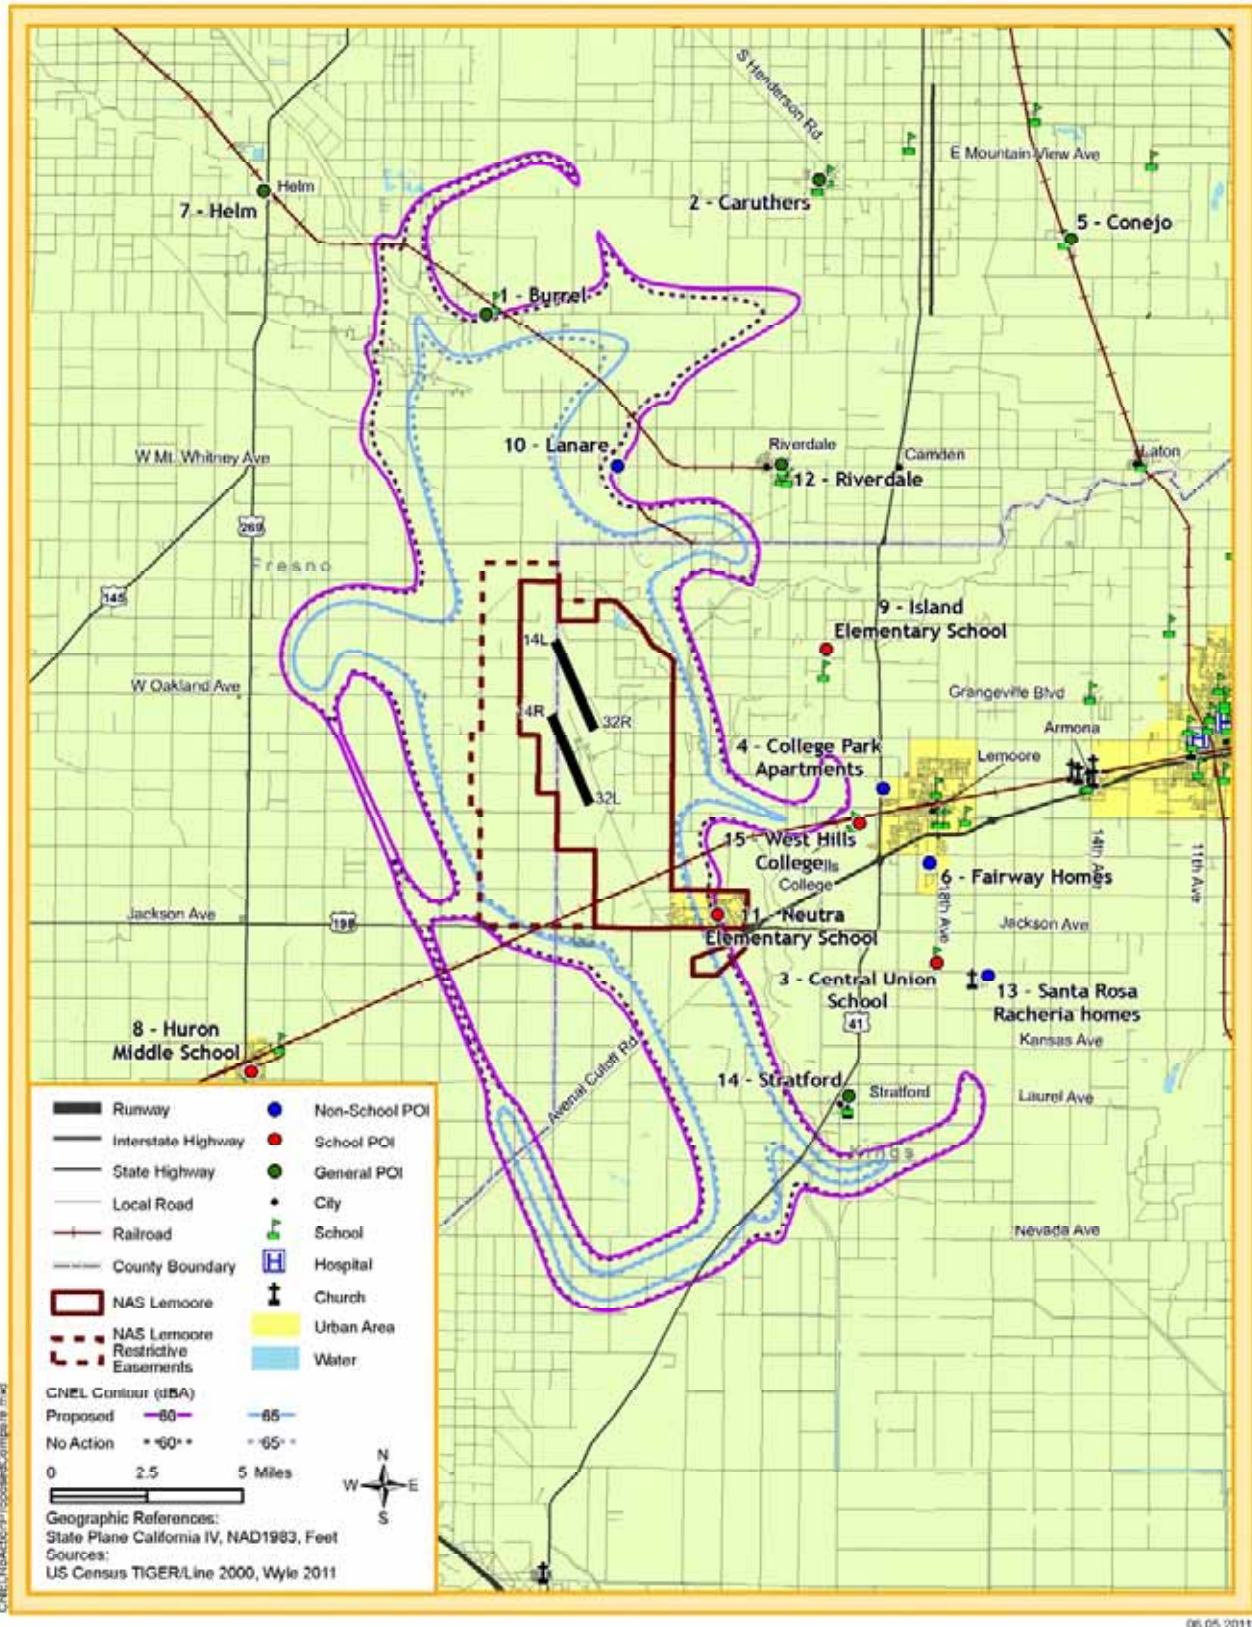 S Henderson Rd.
E Mountain View Ave
Helm
7 - Helm
2 - Caruthers
5 - Conejo
1 - Burrel
10 - Lanare
Riverdale
Camden
Laton
W Mt. Whitney Ave
12 - Riverdale
269
Fresno
145
9 - Island
Elementary School
14L
W Oakland Ave
Grangeville Blvd
14R
32R
Armona
4 - College Park
Apartments
Lemoore
32L
15 - West Hills
College
College
14th Ave
11th Ave
6 - Fairway Homes
18th Ave
Jackson Ave
198
11 - Neutra
Elementary School
Jackson Ave
3 - Central Union
School
13 - Santa Rosa
Racheria homes
41
8 - Huron
Middle School
Kansas Ave
Avenal Cutoff Rd
14 - Stratford
Stratford
Laurel Ave
Kings
Nevada Ave
Runway
Non-School POI
Interstate Highway
School POI
State Highway
General POI
Local Road
City
Railroad
School
County Boundary
H
Hospital
NAS Lemoore
Church
NAS Lemoore
Restrictive
Easements
Urban Area
Water
CNEL Contour (dBA)
Proposed 60 65
No Action 60 65
0 2.5 5 Miles
N
W E
S
Geographic References:
State Plane California IV, NAD1983, Feet
Sources:
US Census TIGER/Line 2000, Wyle 2011
06.05.2011